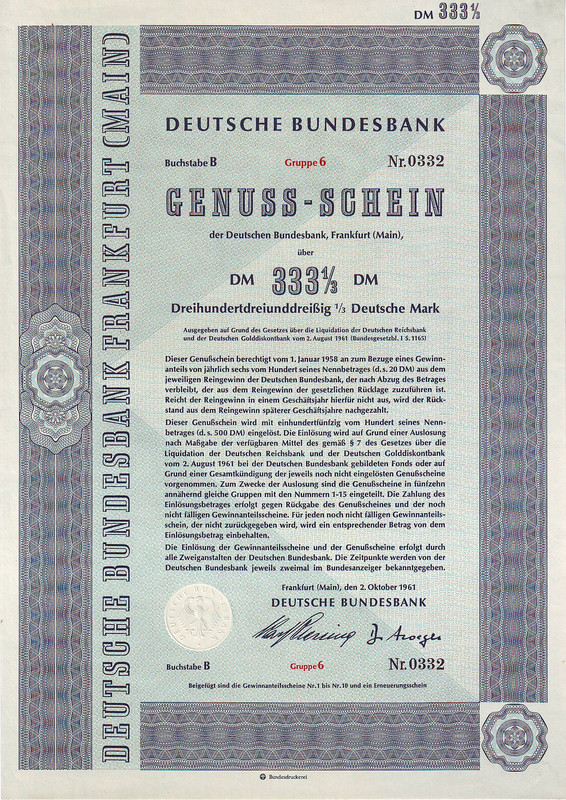 DM 333⅓
DEUTSCHE BUNDESBANK FRANKFURT (MAIN)
DEUTSCHE BUNDESBANK
Buchstabe B Gruppe 6 Nr. 0332
GENUSS-SCHEIN
der Deutschen Bundesbank, Frankfurt (Main),
über
DM 333⅓ DM
Dreihundertdreiunddreißig ⅓ Deutsche Mark
Ausgegeben auf Grund des Gesetzes über die Liquidation der Deutschen Reichsbank
und der Deutschen Golddiskontbank vom 2. August 1961 (Bundesgesetzbl. I S. 1165)
Dieser Genußschein berechtigt vom 1. Januar 1958 an zum Bezuge eines Gewinn-
anteils von jährlich sechs vom Hundert seines Nennbetrages (d. s. 20 DM) aus dem
jeweiligen Reingewinn der Deutschen Bundesbank, der nach Abzug des Betrages
verbleibt, der aus dem Reingewinn der gesetzlichen Rücklage zuzuführen ist.
Reicht der Reingewinn in einem Geschäftsjahr hierfür nicht aus, wird der Rück-
stand aus dem Reingewinn späterer Geschäftsjahre nachgezahlt.
Dieser Genußschein wird mit einhundertfünfzig vom Hundert seines Nenn-
betrages (d. s. 500 DM) eingelöst. Die Einlösung wird auf Grund einer Auslosung
nach Maßgabe der verfügbaren Mittel des gemäß § 7 des Gesetzes über die
Liquidation der Deutschen Reichsbank und der Deutschen Golddiskontbank
vom 2. August 1961 bei der Deutschen Bundesbank gebildeten Fonds oder auf
Grund einer Gesamtkündigung der jeweils noch nicht eingelösten Genußscheine
vorgenommen. Zum Zwecke der Auslosung sind die Genußscheine in fünfzehn
annähernd gleiche Gruppen mit den Nummern 1-15 eingeteilt. Die Zahlung des
Einlösungsbetrages erfolgt gegen Rückgabe des Genußscheines und der noch
nicht fälligen Gewinnanteilsscheine. Für jeden noch nicht fälligen Gewinnanteils-
schein, der nicht zurückgegeben wird, wird ein entsprechender Betrag von dem
Einlösungsbetrag einbehalten.
Die Einlösung der Gewinnanteilscheine und der Genußscheine erfolgt durch
alle Zweiganstalten der Deutschen Bundesbank. Die Zeitpunkte werden von der
Deutschen Bundesbank jeweils zweimal im Bundesanzeiger bekanntgegeben.
Frankfurt (Main), den 2. Oktober 1961
DEUTSCHE BUNDESBANK
Buchstabe B Gruppe 6 Nr. 0332
Beigefügt sind die Gewinnanteilsscheine Nr. 1 bis Nr. 10 und ein Erneuerungsschein
Bundesdruckerei